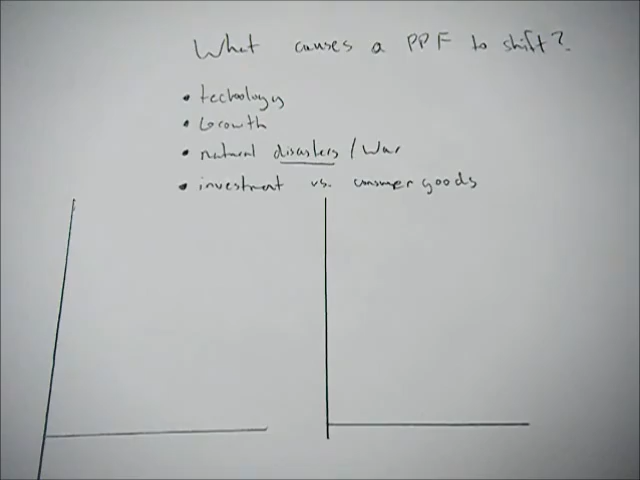 What causes a PPF to shift?
• technology
• Growth
• natural disasters / War
• investment vs. consumer goods